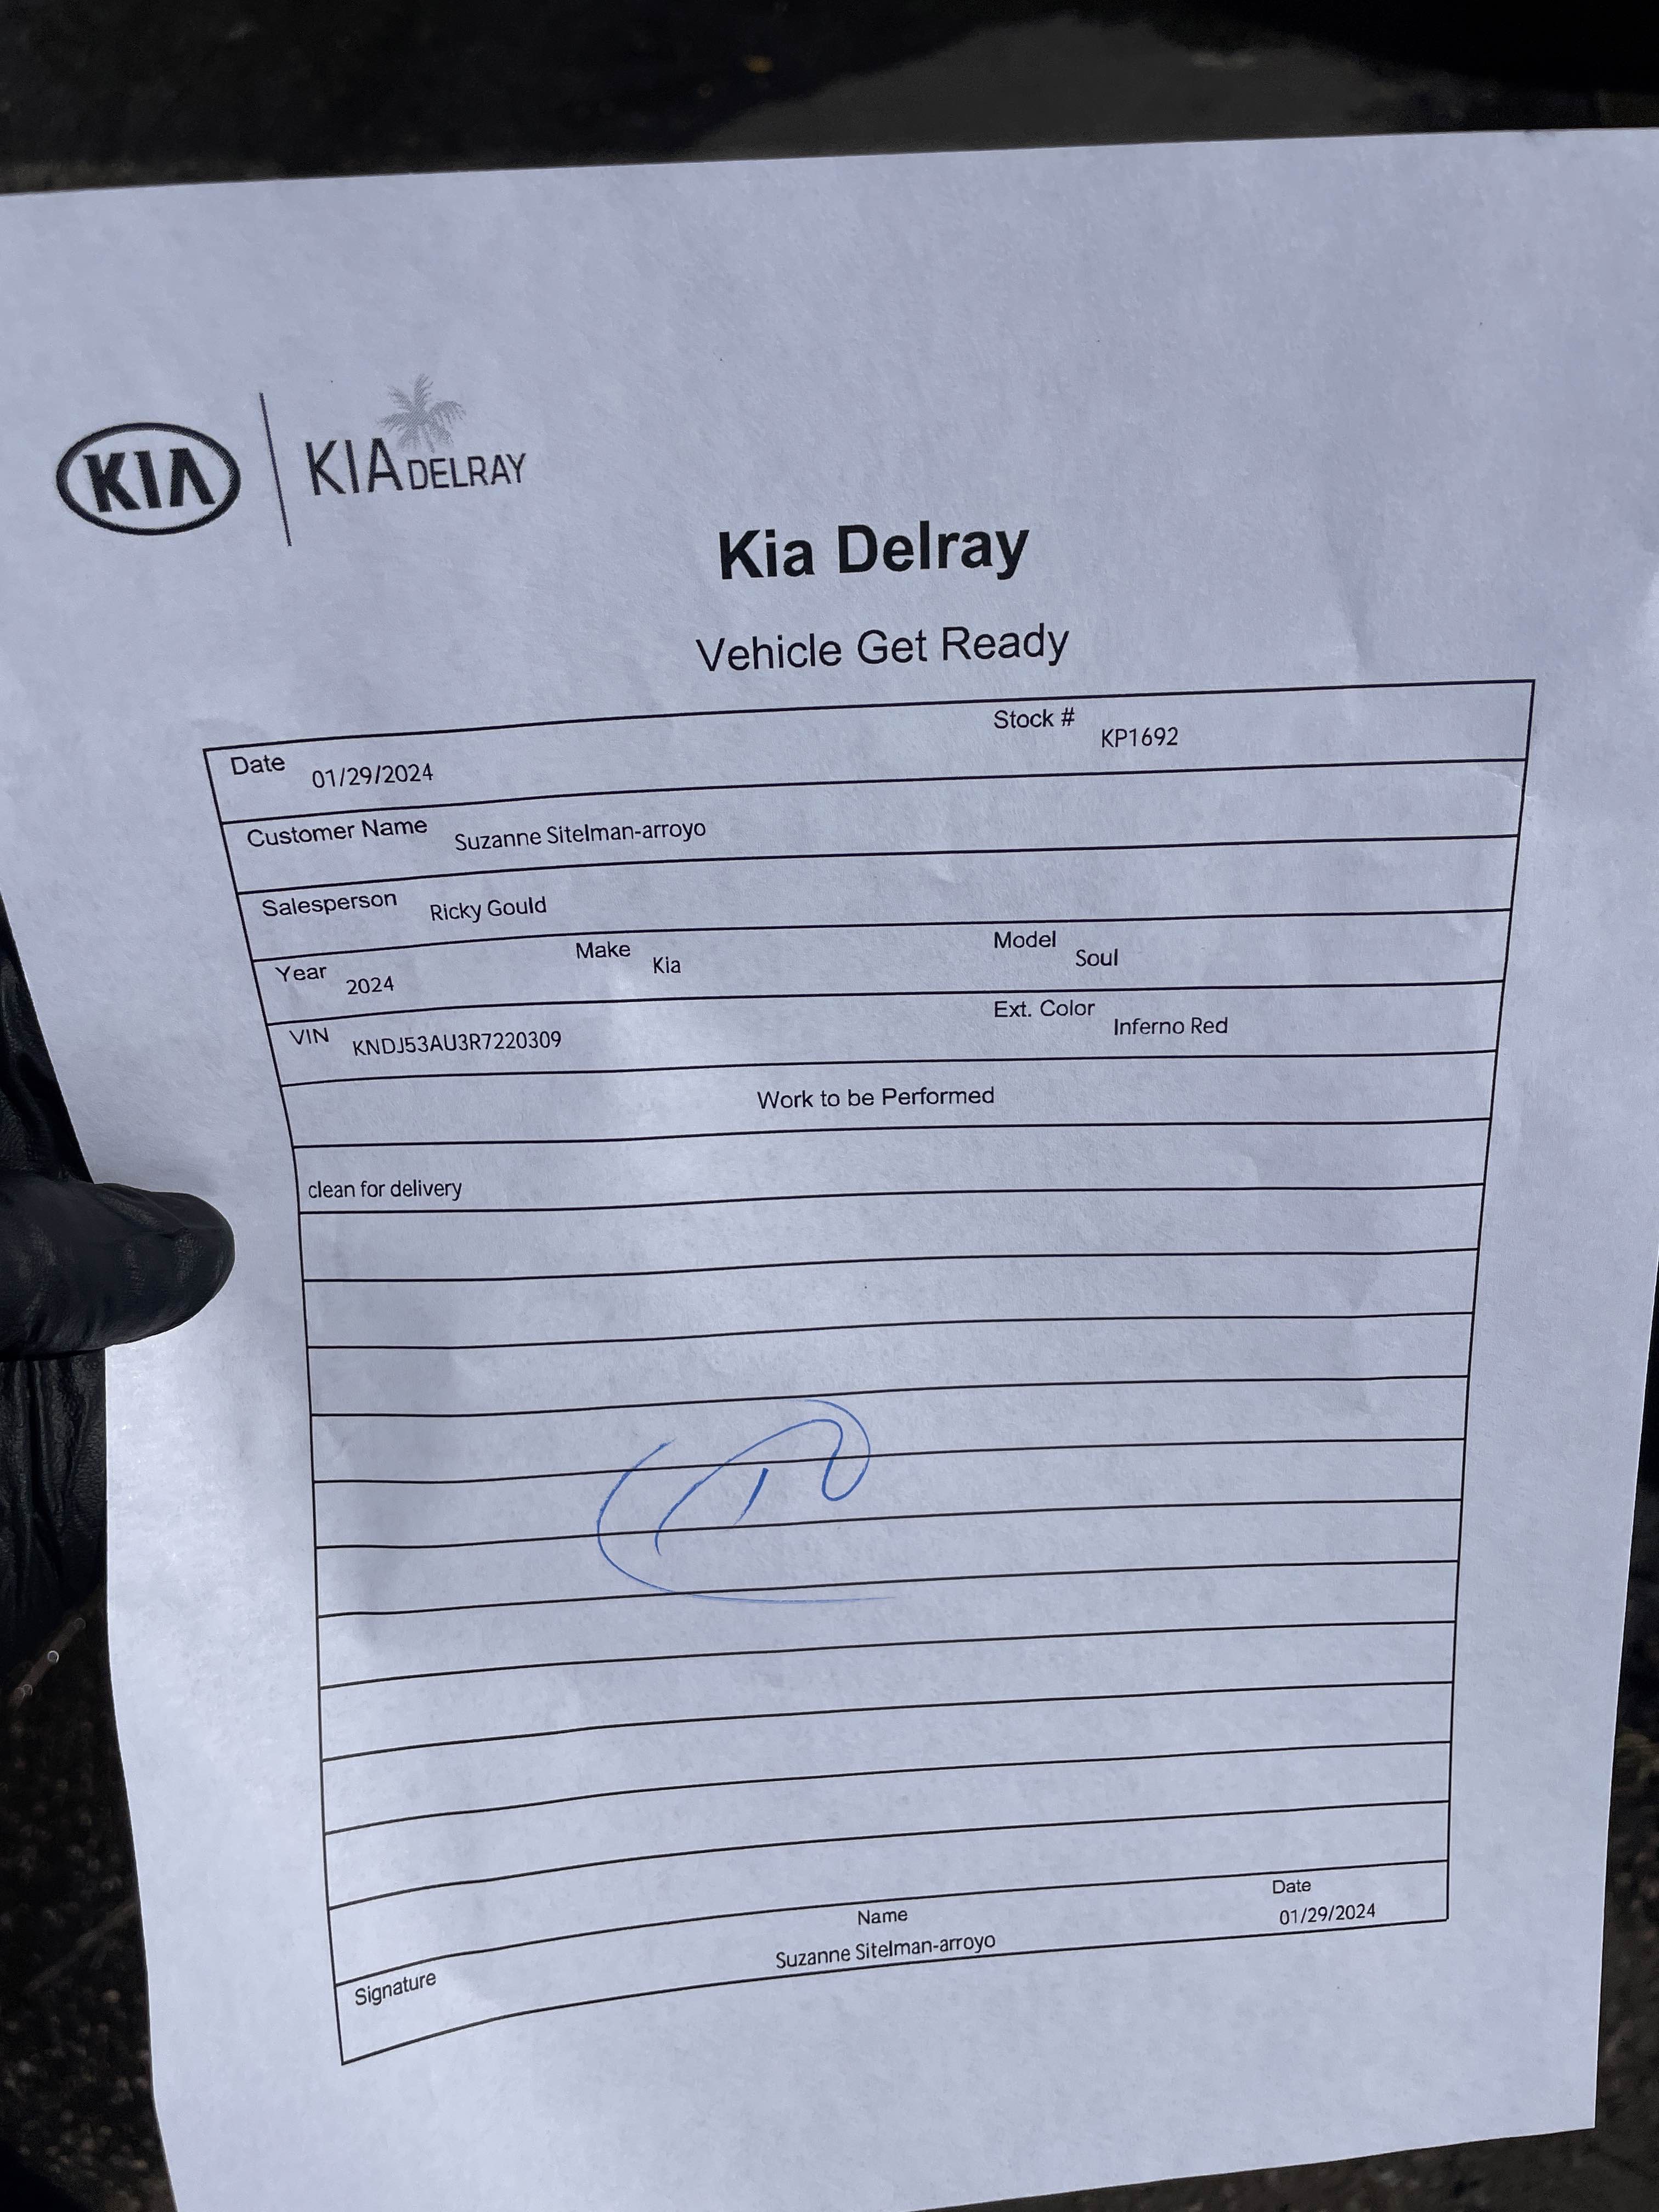 KIA KIA DELRAY
Kia Delray
Vehicle Get Ready
Date 01/29/2024 Stock # KP1692
Customer Name Suzanne Sitelman-arroyo
Salesperson Ricky Gould
Year 2024 Make Kia Model Soul
VIN KNDJ53AU3R7220309 Ext. Color Inferno Red
Work to be Performed
clean for delivery
Signature Name Suzanne Sitelman-arroyo Date 01/29/2024